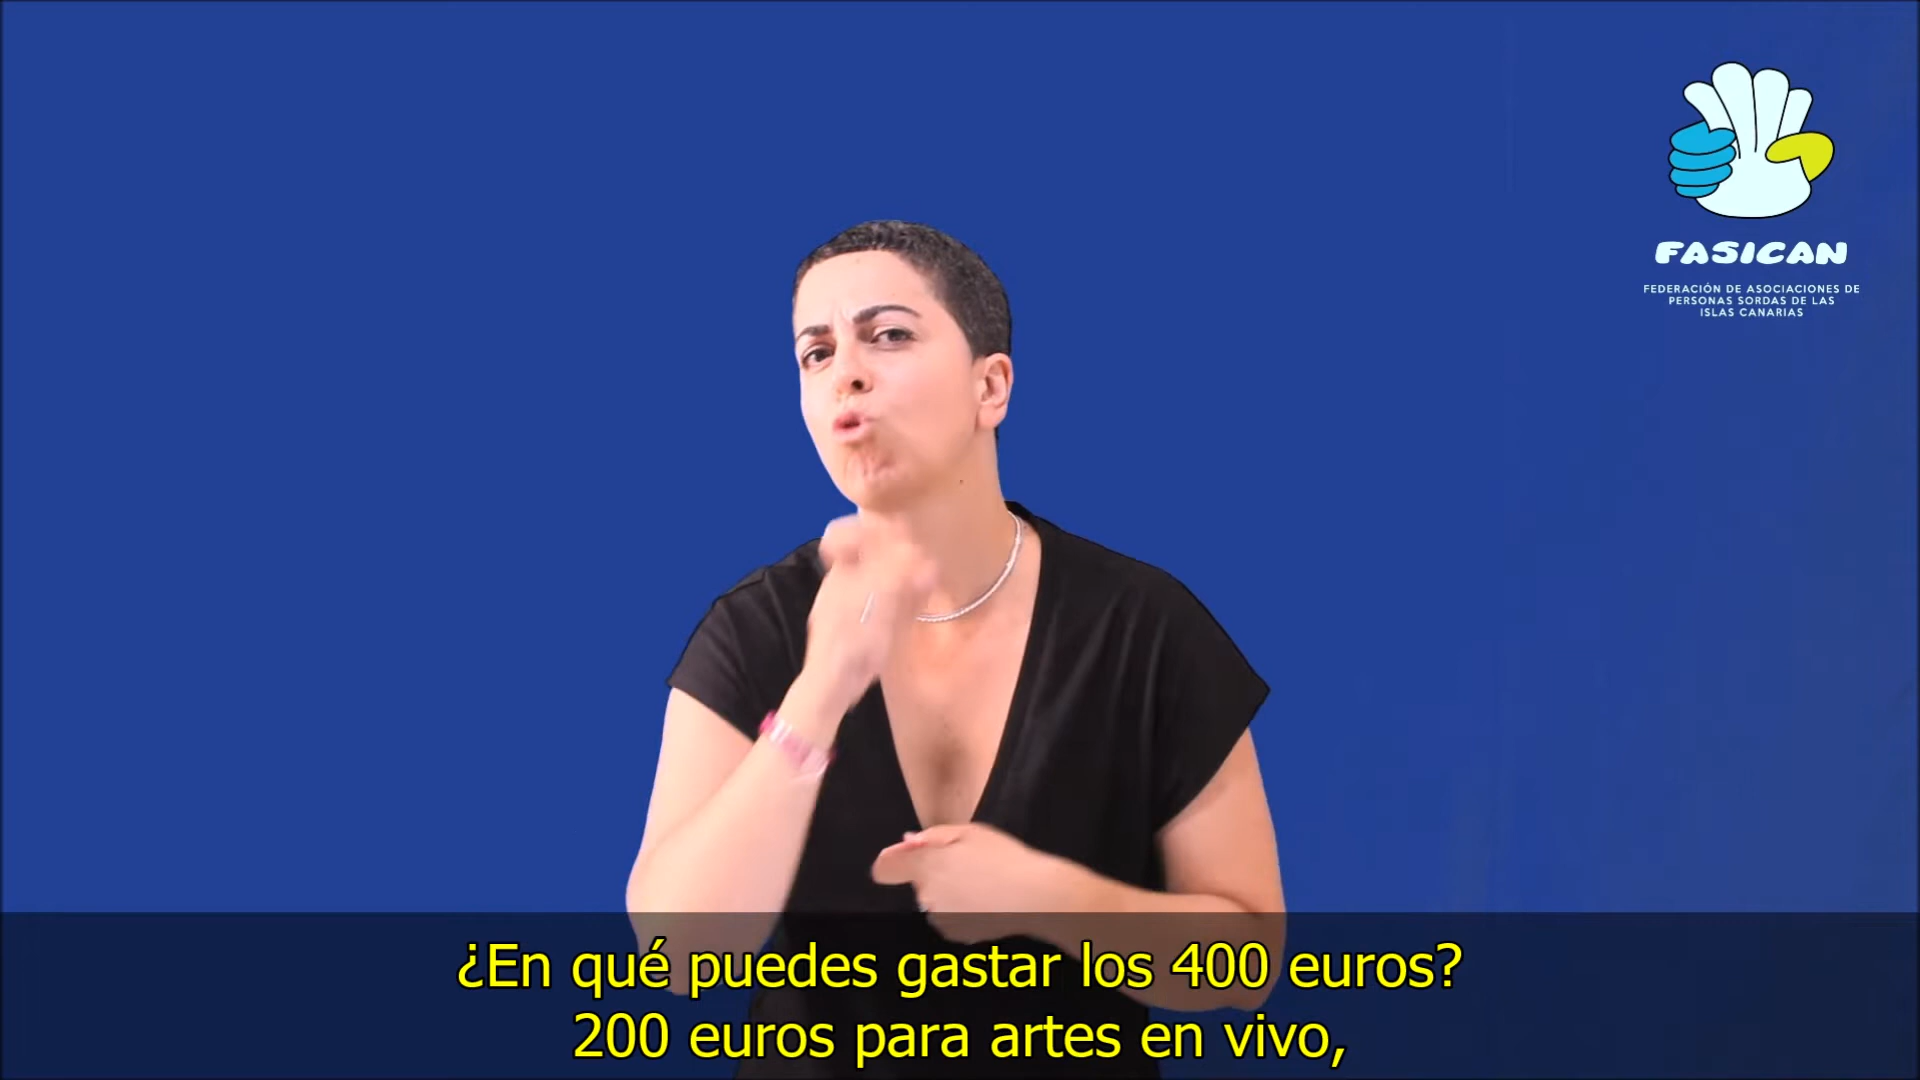 FASICAN
FEDERACIÓN DE ASOCIACIONES DE
PERSONAS SORDAS DE LAS
ISLAS CANARIAS
¿En qué puedes gastar los 400 euros?
200 euros para artes en vivo,